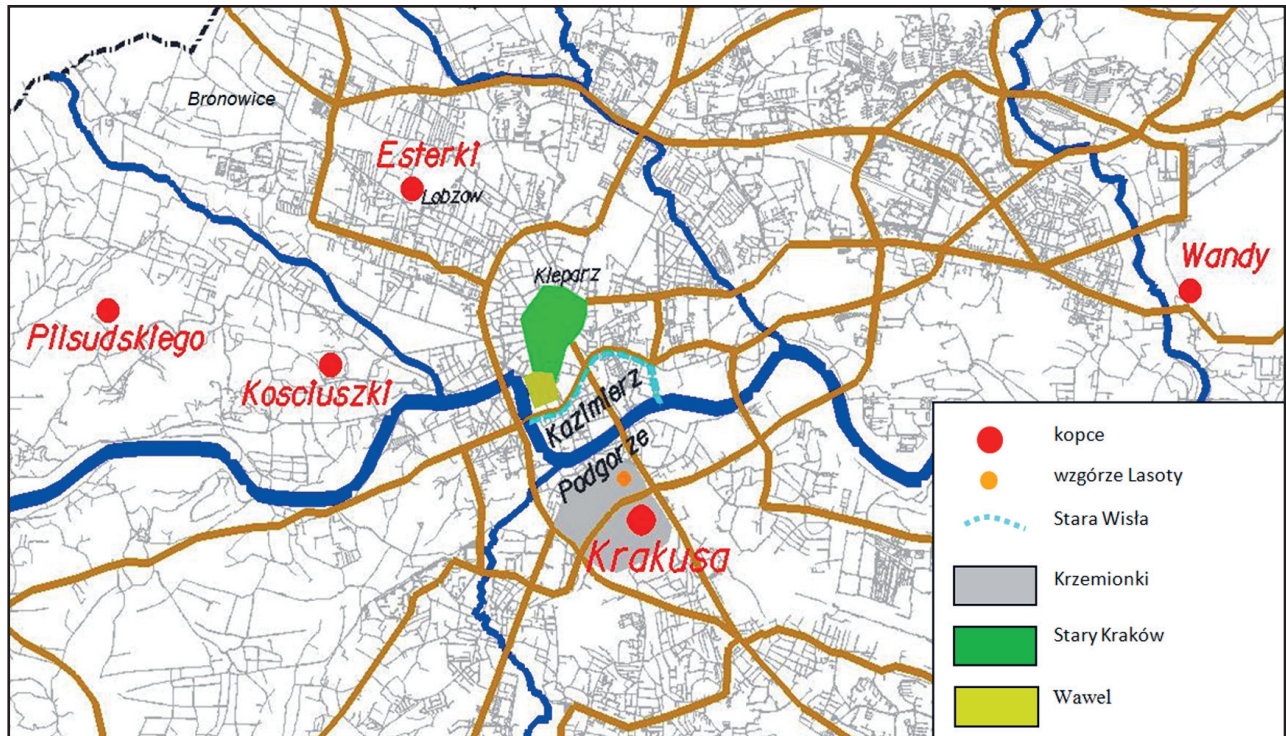 Bronowice
Esterki
Lobzow
Kleparz
Wandy
Pilsudskiego
Kosciuszki
Kazimierz
Podgorze
Krakusa
kopce
wzgórze Lasoty
Stara Wisła
Krzemionki
Stary Kraków
Wawel